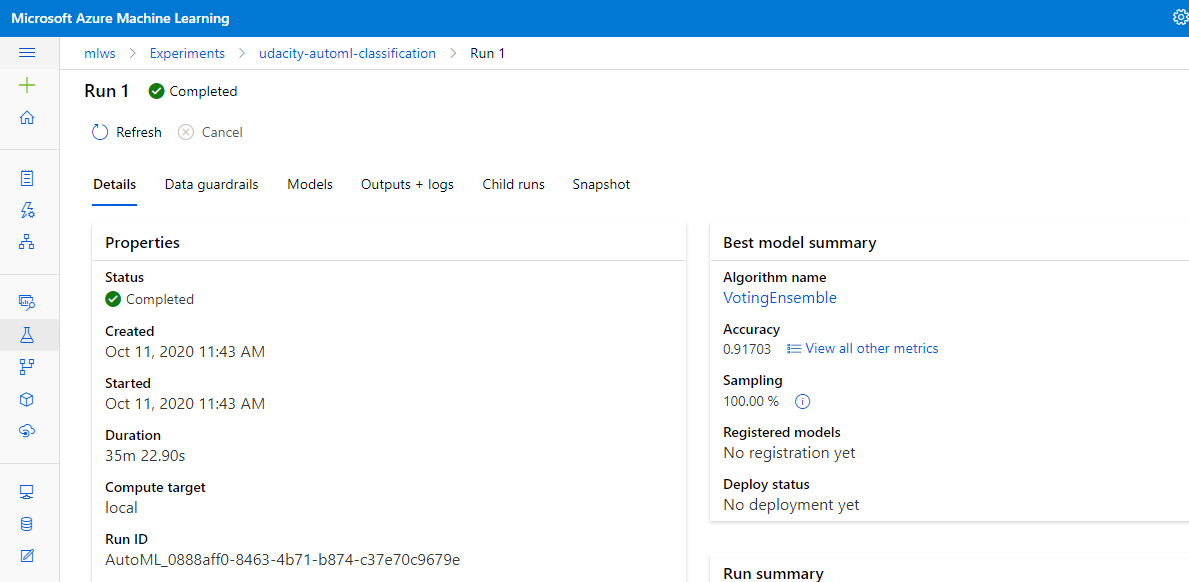 Microsoft Azure Machine Learning
mlws > Experiments > udacity-automl-classification > Run 1
Run 1 Completed
Refresh Cancel
Details Data guardrails Models Outputs + logs Child runs Snapshot
Properties
Status
Completed
Created
Oct 11, 2020 11:43 AM
Started
Oct 11, 2020 11:43 AM
Duration
35m 22.90s
Compute target
local
Run ID
AutoML_0888aff0-8463-4b71-b874-c37e70c9679e
Best model summary
Algorithm name
VotingEnsemble
Accuracy
0.91703 View all other metrics
Sampling
100.00 %
Registered models
No registration yet
Deploy status
No deployment yet
Run summary